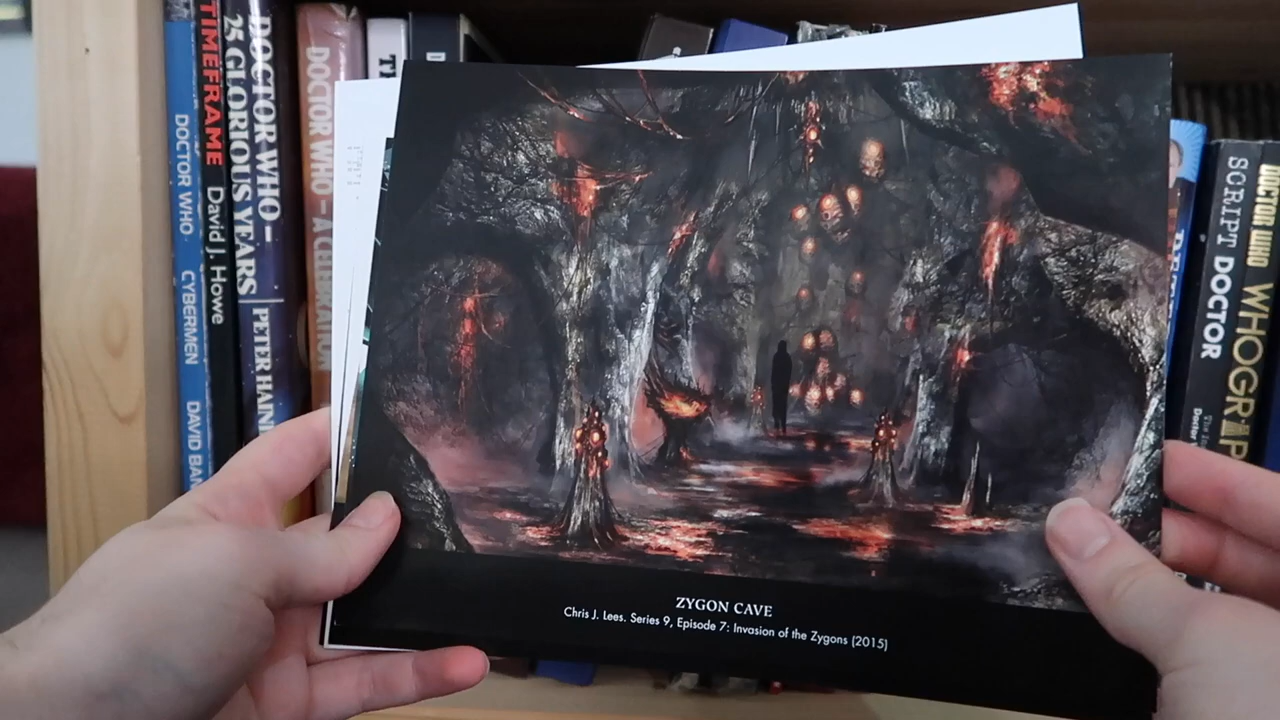 DOCTOR WHO CYBERMEN DAVID BAN
TIMEFRAME David J. Howe
DOCTOR WHO –
25 GLORIOUS YEARS PETER HAIN
DOCTOR WHO – A CELEBRATION
ZYGON CAVE
Chris J. Lees. Series 9, Episode 7: Invasion of the Zygons (2015)
SCRIPT DOCTOR
DOCTOR WHO
WHOGRAP